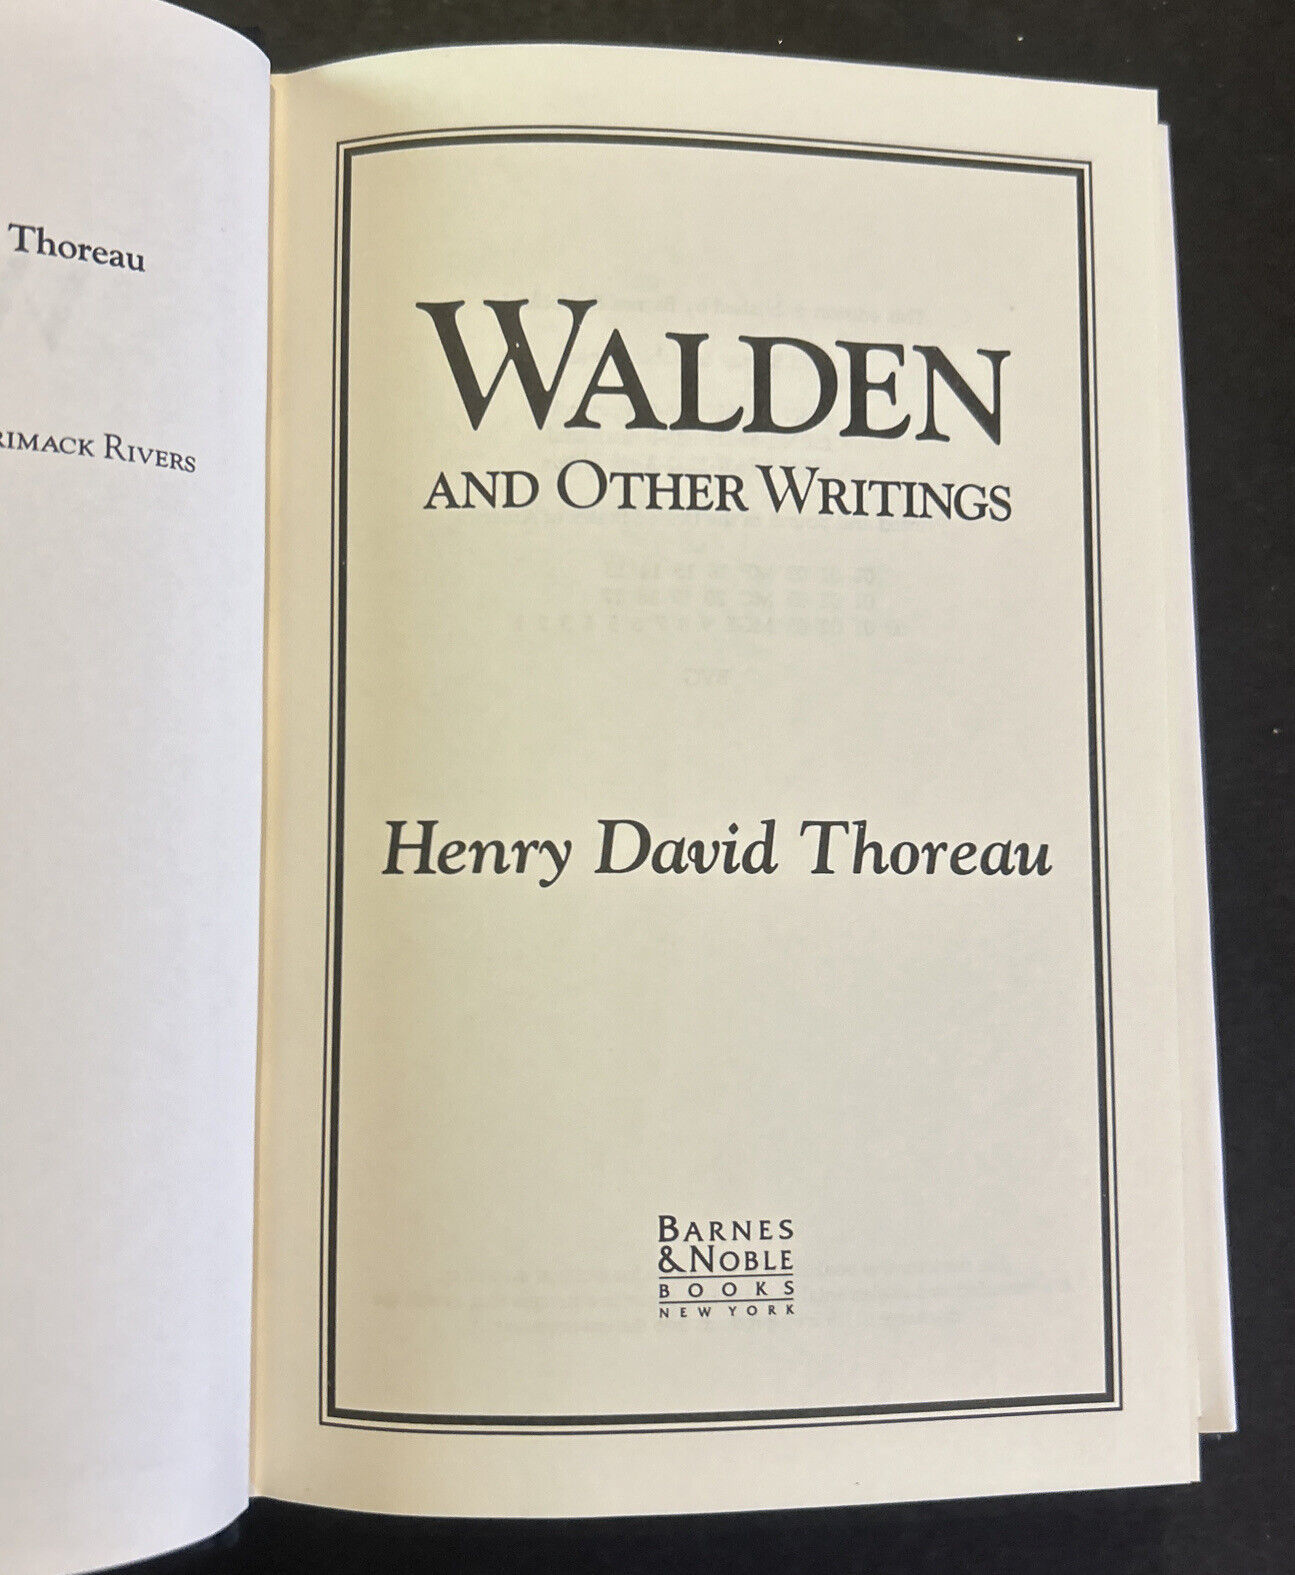 Thoreau
RIMACK RIVERS
WALDEN
AND OTHER WRITINGS
Henry David Thoreau
BARNES
& NOBLE
BOOKS
NEW YORK